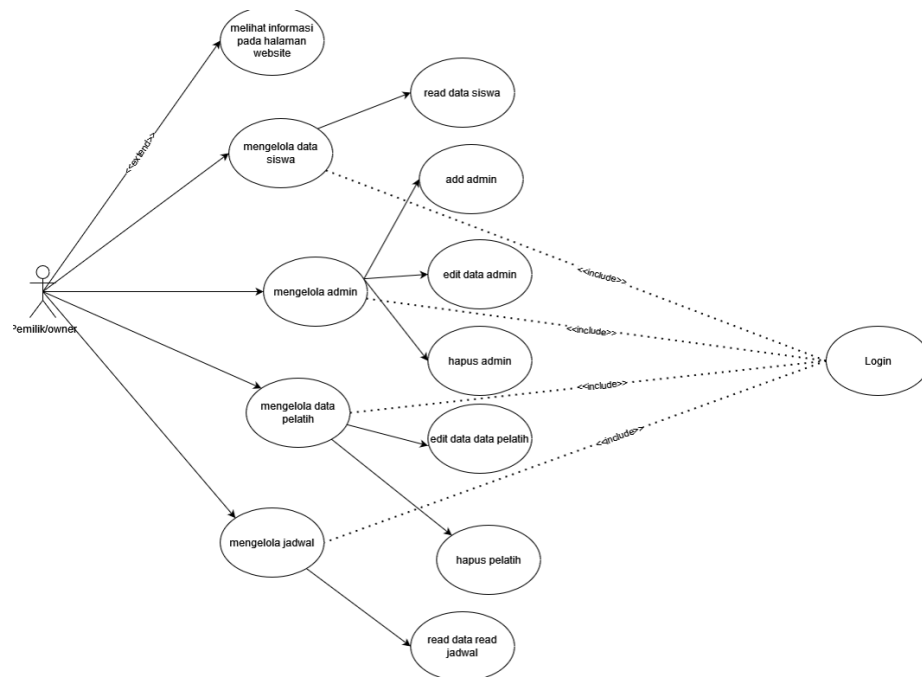 melihat informasi
pada halaman
website
read data siswa
<<extend>>
mengelola data
siswa
add admin
<<include>>
edit data admin
mengelola admin
Pemilik/owner
<<include>>
hapus admin
Login
<<include>>
mengelola data
pelatih
edit data data pelatih
<<include>>
mengelola jadwal
hapus pelatih
read data read
jadwal